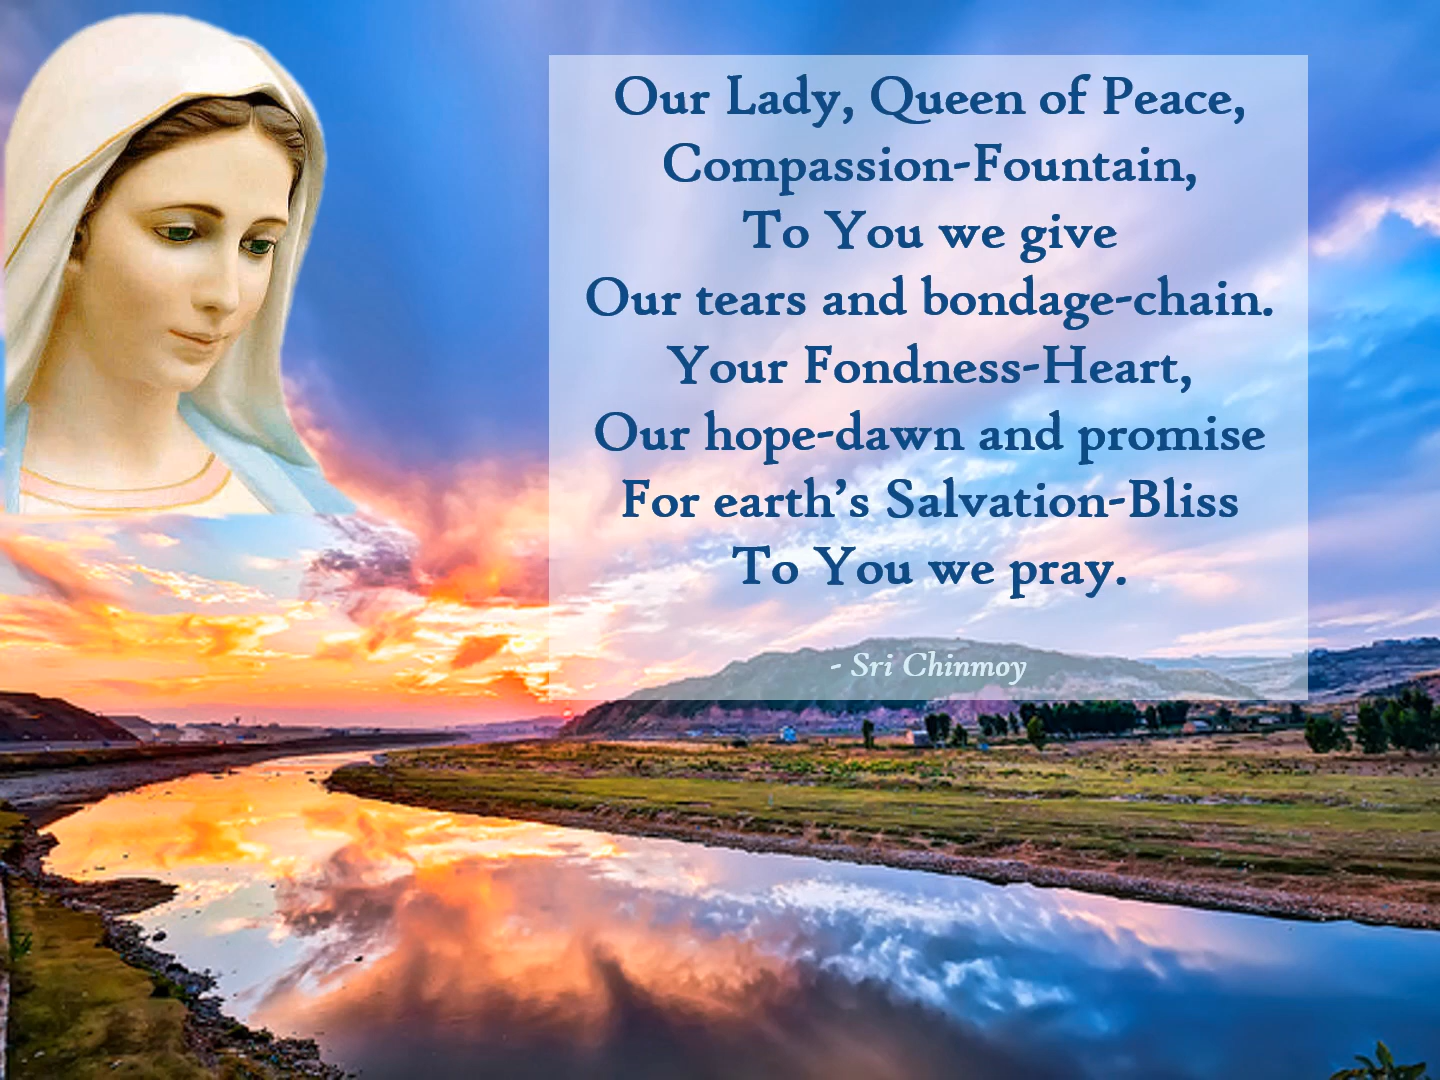 Our Lady, Queen of Peace,
Compassion-Fountain,
To You we give
Our tears and bondage-chain.
Your Fondness-Heart,
Our hope-dawn and promise
For earth’s Salvation-Bliss
To You we pray.
- Sri Chinmoy